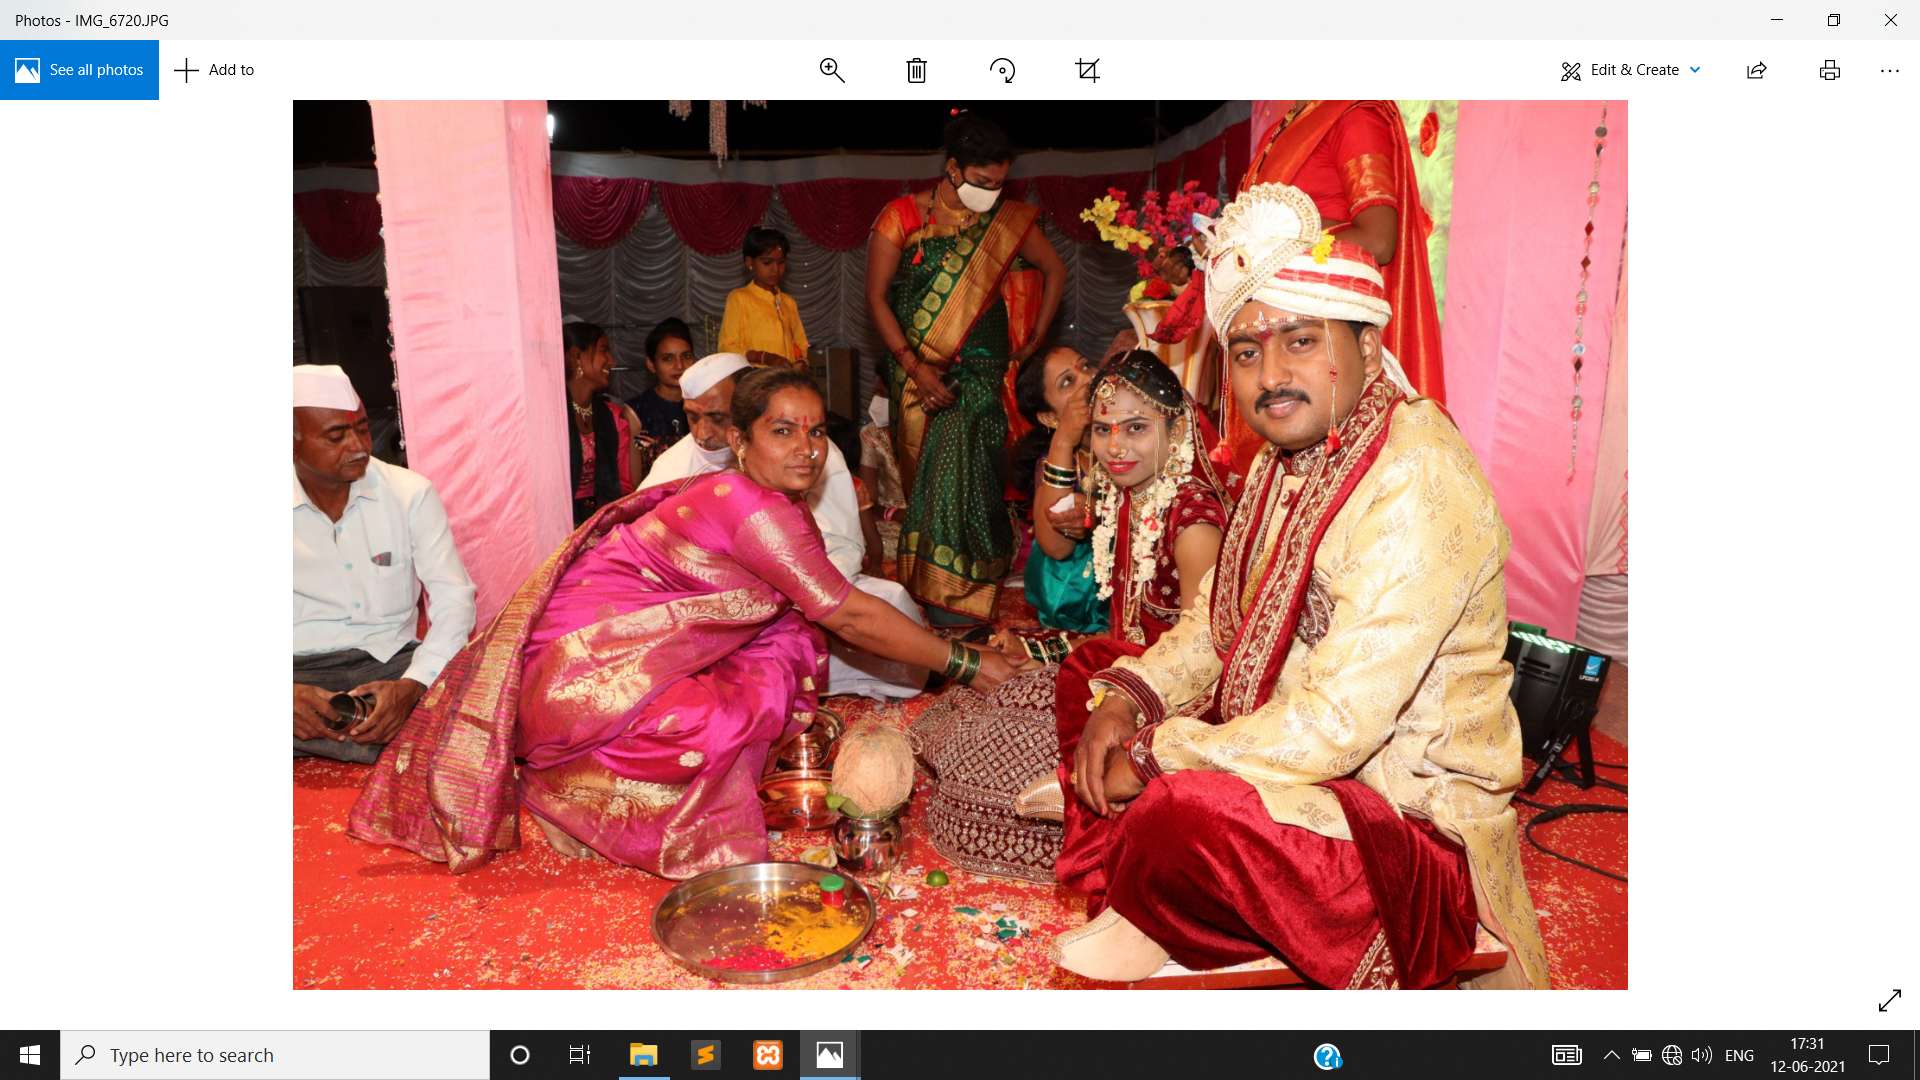 Photos - IMG_6720.JPG
See all photos
Add to
Edit & Create
Type here to search
ENG
17:31
12-06-2021